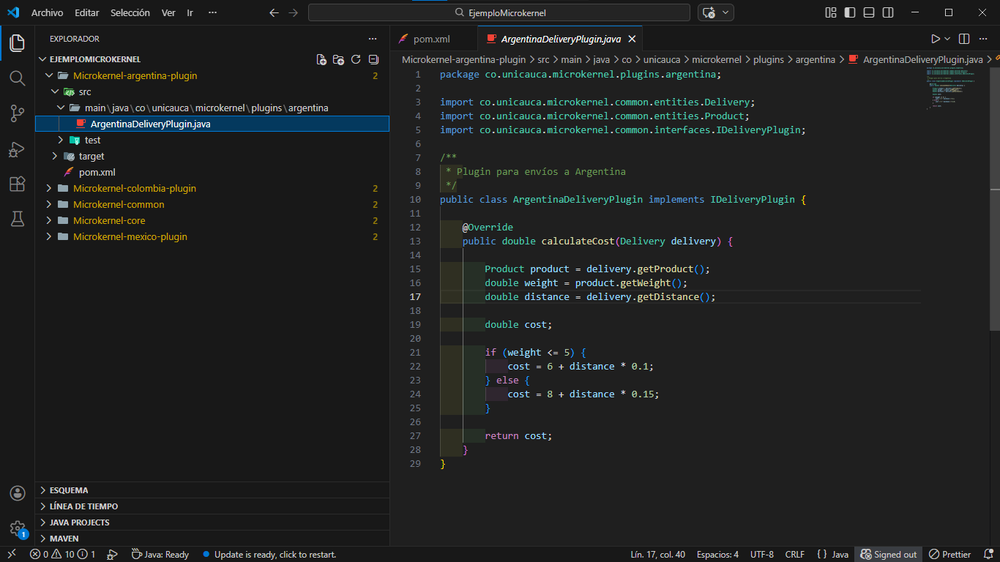 Archivo Editar Selección Ver Ir ··· EjemploMicrokernel
EXPLORADOR ···
EJEMPLOMICROKERNEL
Microkernel-argentina-plugin 2
src
main\java\co\unicauca\microkernel\plugins\argentina
ArgentinaDeliveryPlugin.java
test
target
pom.xml
Microkernel-colombia-plugin 2
Microkernel-common 2
Microkernel-core 2
Microkernel-mexico-plugin 2
ESQUEMA
LÍNEA DE TIEMPO
JAVA PROJECTS
MAVEN
1
pom.xml ArgentinaDeliveryPlugin.java
Microkernel-argentina-plugin > src > main > java > co > unicauca > microkernel > plugins > argentina > ArgentinaDeliveryPlugin.java >
1 package co.unicauca.microkernel.plugins.argentina;
2
3 import co.unicauca.microkernel.common.entities.Delivery;
4 import co.unicauca.microkernel.common.entities.Product;
5 import co.unicauca.microkernel.common.interfaces.IDeliveryPlugin;
6
7 /**
8 * Plugin para envíos a Argentina
9 */
10 public class ArgentinaDeliveryPlugin implements IDeliveryPlugin {
11
12 @Override
13 public double calculateCost(Delivery delivery) {
14
15 Product product = delivery.getProduct();
16 double weight = product.getWeight();
17 double distance = delivery.getDistance();
18
19 double cost;
20
21 if (weight <= 5) {
22 cost = 6 + distance * 0.1;
23 } else {
24 cost = 8 + distance * 0.15;
25 }
26
27 return cost;
28 }
29 }
0 10 1 Java: Ready Update is ready, click to restart. Lín. 17, col. 40 Espacios: 4 UTF-8 CRLF { } Java Signed out Prettier